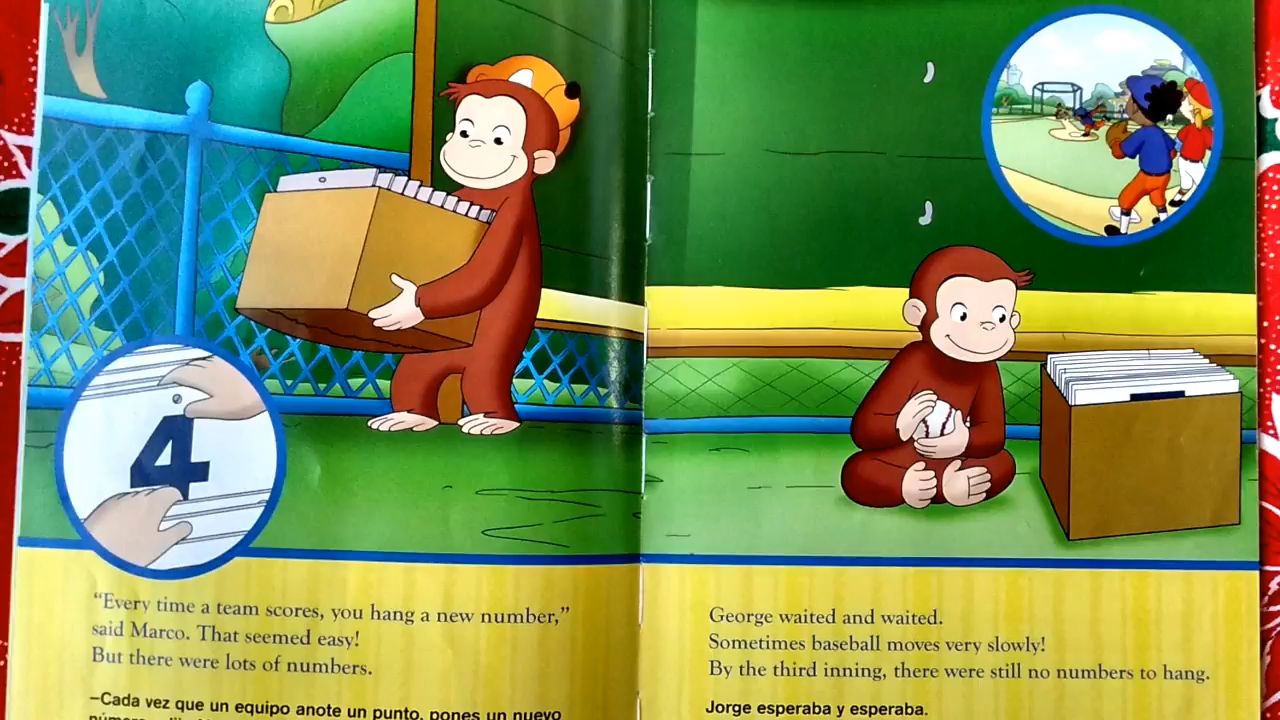 4
“Every time a team scores, you hang a new number,”
said Marco. That seemed easy!
But there were lots of numbers.
–Cada vez que un equipo anote un punto, pones un nuevo
George waited and waited.
Sometimes baseball moves very slowly!
By the third inning, there were still no numbers to hang.
Jorge esperaba y esperaba.